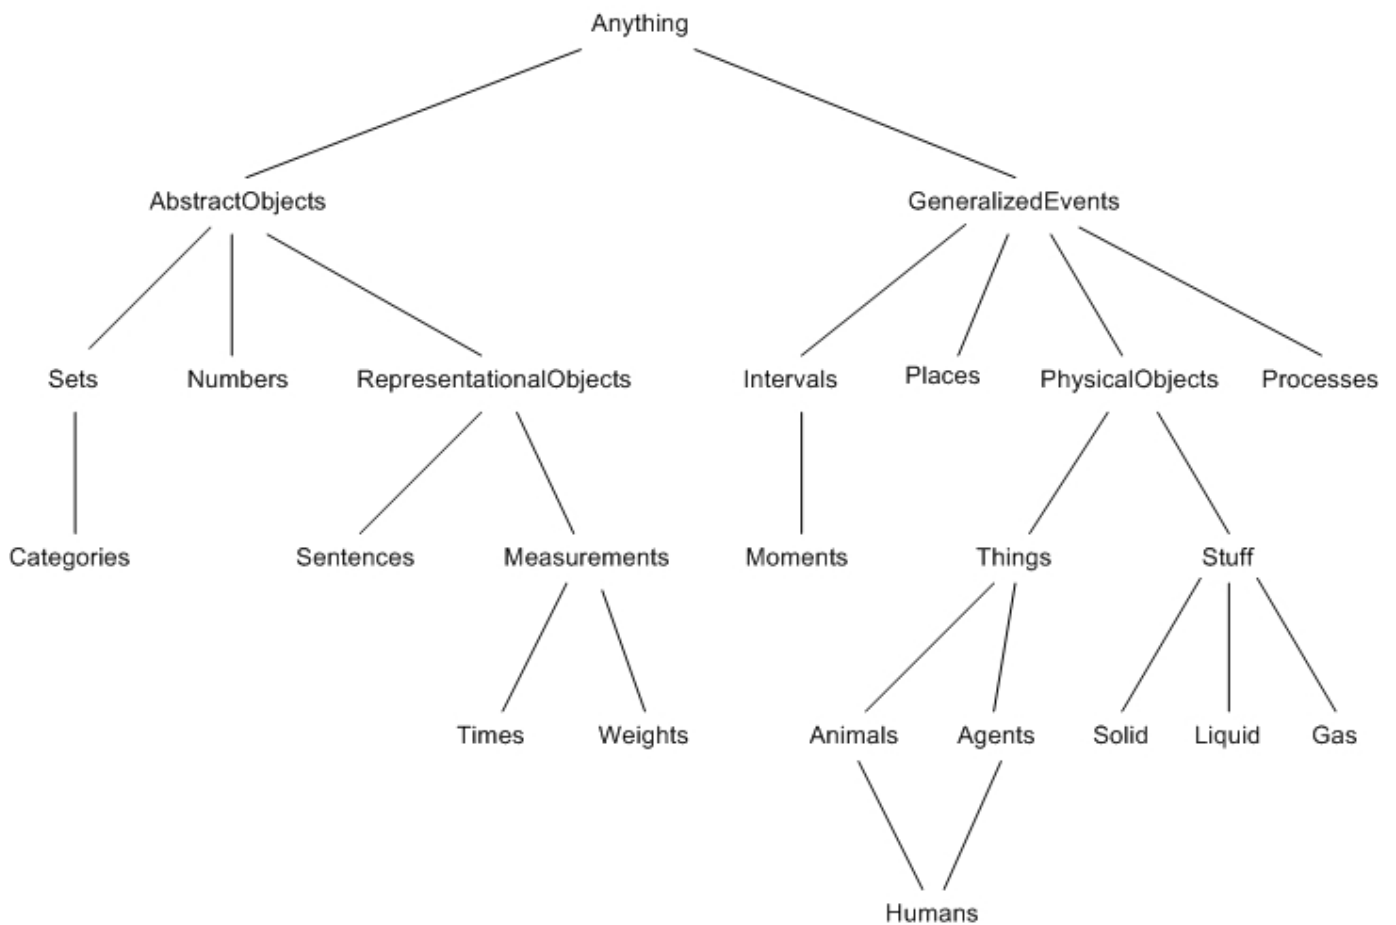 Anything
AbstractObjects GeneralizedEvents
Sets Numbers RepresentationalObjects Intervals Places PhysicalObjects Processes
Categories Sentences Measurements Moments Things Stuff
Times Weights Animals Agents Solid Liquid Gas
Humans